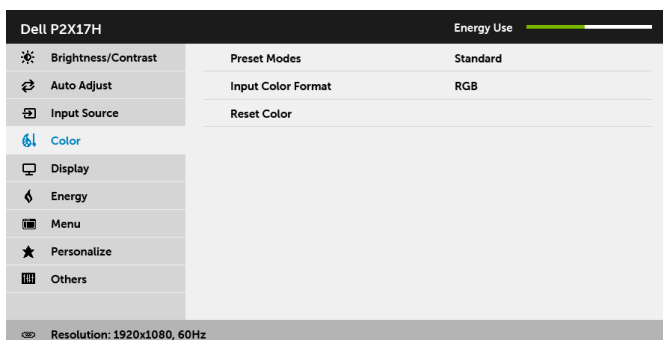 Dell P2X17H Energy Use
Brightness/Contrast Preset Modes Standard
Auto Adjust Input Color Format RGB
Input Source Reset Color
Color
Display
Energy
Menu
Personalize
Others
Resolution: 1920x1080, 60Hz